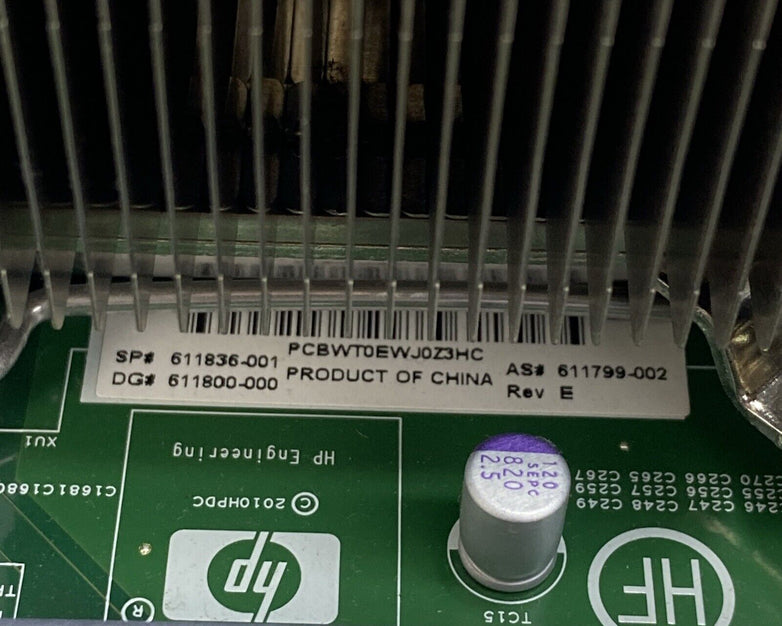 PCBWT0EWJ0Z3HC
SP# 611836-001
DG# 611800-000
PRODUCT OF CHINA
AS# 611799-002
Rev E
HP Engineering
©2010HPDC
hp
®
XU1
C1681C1680
120
SEPC
820
2.5
TC15
HF
C270 C266 C265 C267
C256 C257 C259
C246 C247 C248 C249